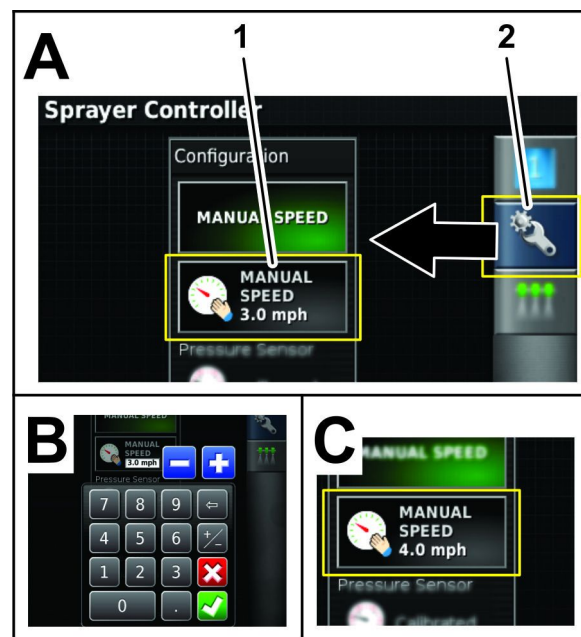 1
2
A
Sprayer Controller
Configuration
MANUAL SPEED
MANUAL
SPEED
3.0 mph
Pressure Sensor
B
MANUAL SPEED
MANUAL
SPEED
3.0 mph
Pressure Sensor
7 8 9 ⇦
4 5 6 +/-
1 2 3
0 .
C
MANUAL SPEED
MANUAL
SPEED
4.0 mph
Pressure Sensor
Calibrated